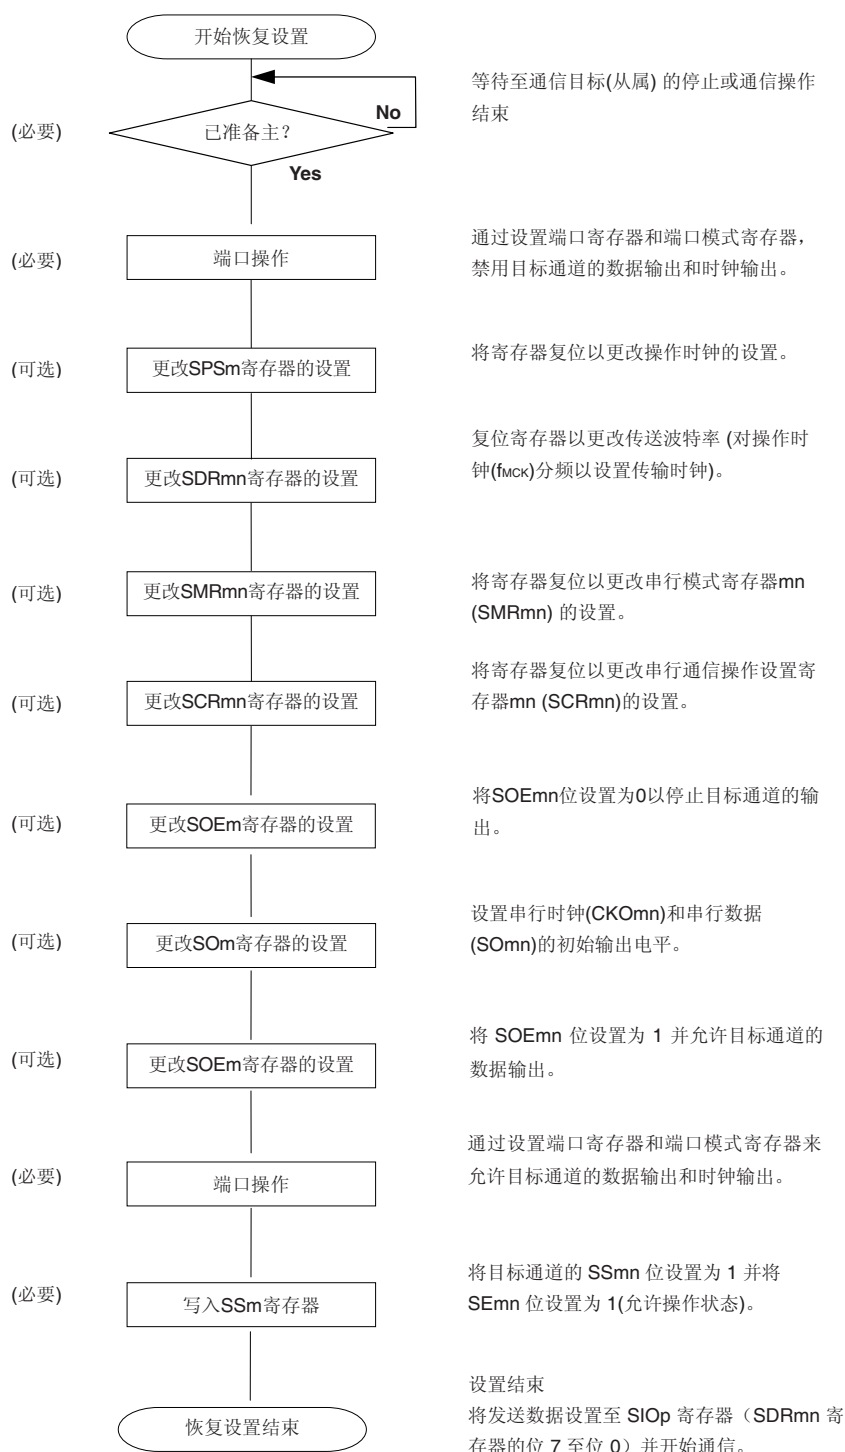 开始恢复设置
等待至通信目标(从属) 的停止或通信操作
结束
(必要)
已准备主?
No
Yes
(必要)
端口操作
通过设置端口寄存器和端口模式寄存器，
禁用目标通道的数据输出和时钟输出。
(可选)
更改SPSm寄存器的设置
将寄存器复位以更改操作时钟的设置。
(可选)
更改SDRmn寄存器的设置
复位寄存器以更改传送波特率 (对操作时
钟(fMCK)分频以设置传输时钟)。
(可选)
更改SMRmn寄存器的设置
将寄存器复位以更改串行模式寄存器mn
(SMRmn) 的设置。
(可选)
更改SCRmn寄存器的设置
将寄存器复位以更改串行通信操作设置寄
存器mn (SCRmn)的设置。
(可选)
更改SOEm寄存器的设置
将SOEmn位设置为0以停止目标通道的输
出。
(可选)
更改SOm寄存器的设置
设置串行时钟(CKOmn)和串行数据
(SOmn)的初始输出电平。
(可选)
更改SOEm寄存器的设置
将 SOEmn 位设置为 1 并允许目标通道的
数据输出。
(必要)
端口操作
通过设置端口寄存器和端口模式寄存器来
允许目标通道的数据输出和时钟输出。
(必要)
写入SSm寄存器
将目标通道的 SSmn 位设置为 1 并将
SEmn 位设置为 1(允许操作状态)。
恢复设置结束
设置结束
将发送数据设置至 SIOp 寄存器（SDRmn 寄
存器的位 7 至位 0）并开始通信。